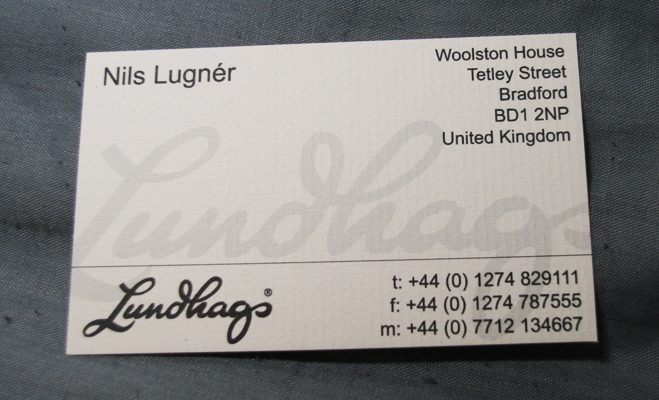 Nils Lugnér
Woolston House
Tetley Street
Bradford
BD1 2NP
United Kingdom
Lundhags
Lundhags®
t: +44 (0) 1274 829111
f: +44 (0) 1274 787555
m: +44 (0) 7712 134667